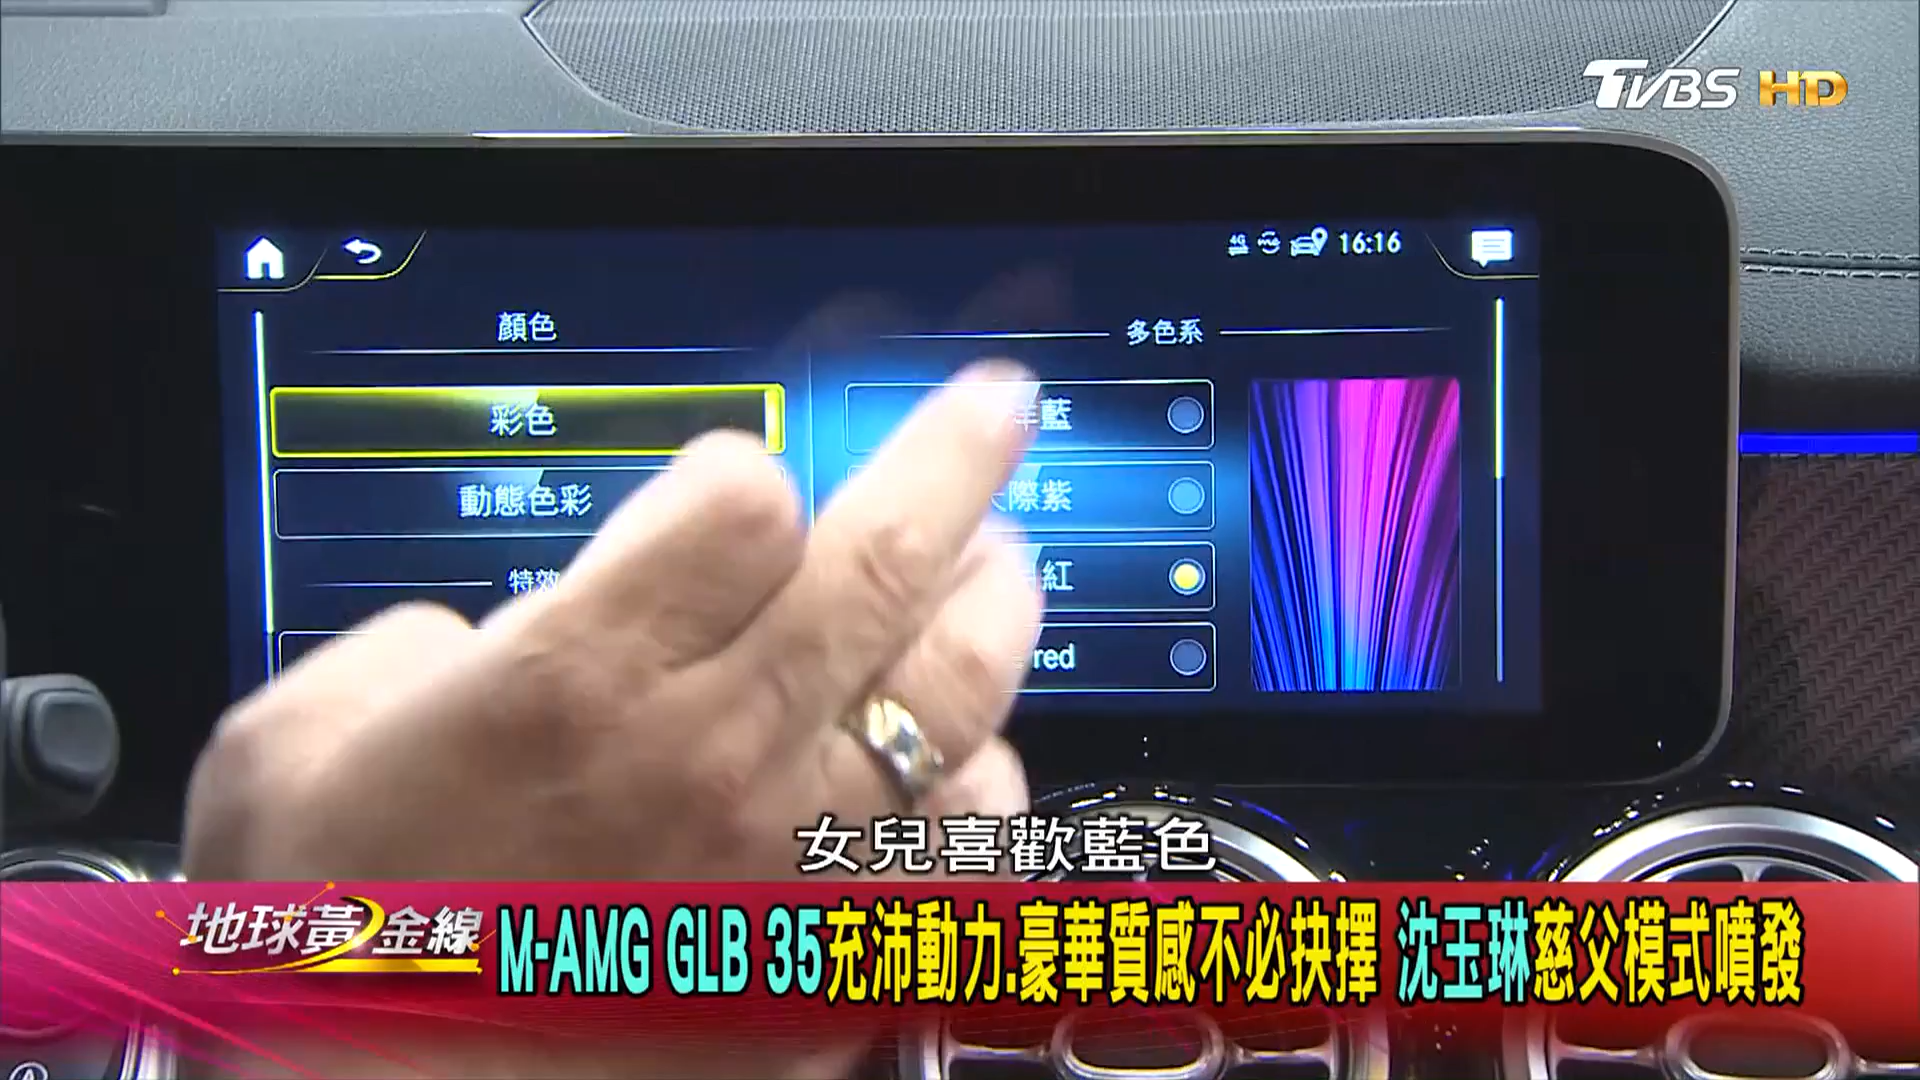 TVBS HD
4G me 16:16
顏色
多色系
彩色
洋藍
動態色彩
際紫
特效
紅
red
女兒喜歡藍色
地球黃金線
M-AMG GLB 35充沛動力.豪華質感不必抉擇 沈玉琳慈父模式噴發
A